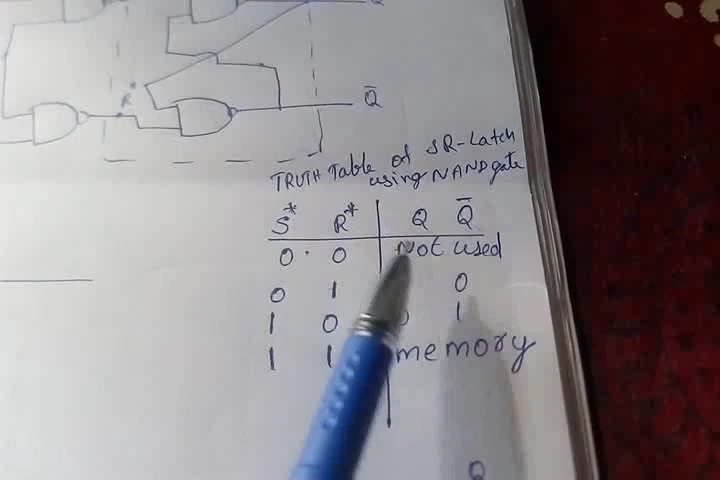 Q
R*
Q̅
TRUTH Table of SR-Latch
using NAND gate
S* R* Q Q̅
0 0 Not used
0 1 0
1 0 1
1 1 memory
Q